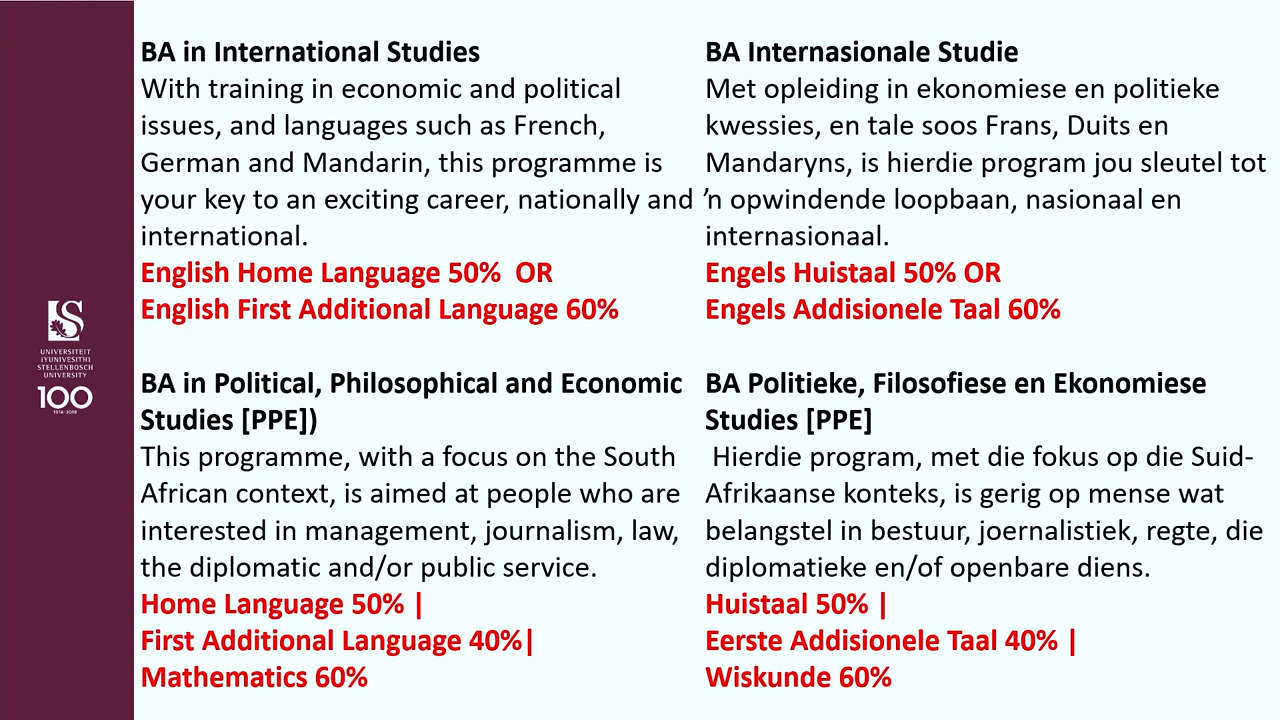 BA in International Studies
With training in economic and political
issues, and languages such as French,
German and Mandarin, this programme is
your key to an exciting career, nationally and
international.
English Home Language 50%  OR
English First Additional Language 60%
BA in Political, Philosophical and Economic
Studies [PPE])
This programme, with a focus on the South
African context, is aimed at people who are
interested in management, journalism, law,
the diplomatic and/or public service.
Home Language 50% |
First Additional Language 40%|
Mathematics 60%
BA Internasionale Studie
Met opleiding in ekonomiese en politieke
kwessies, en tale soos Frans, Duits en
Mandaryns, is hierdie program jou sleutel tot
’n opwindende loopbaan, nasionaal en
internasionaal.
Engels Huistaal 50% OR
Engels Addisionele Taal 60%
BA Politieke, Filosofiese en Ekonomiese
Studies [PPE]
Hierdie program, met die fokus op die Suid-
Afrikaanse konteks, is gerig op mense wat
belangstel in bestuur, joernalistiek, regte, die
diplomatieke en/of openbare diens.
Huistaal 50% |
Eerste Addisionele Taal 40% |
Wiskunde 60%
UNIVERSITEIT
iYUNIVESITHI
STELLENBOSCH
UNIVERSITY
100
1918·2018